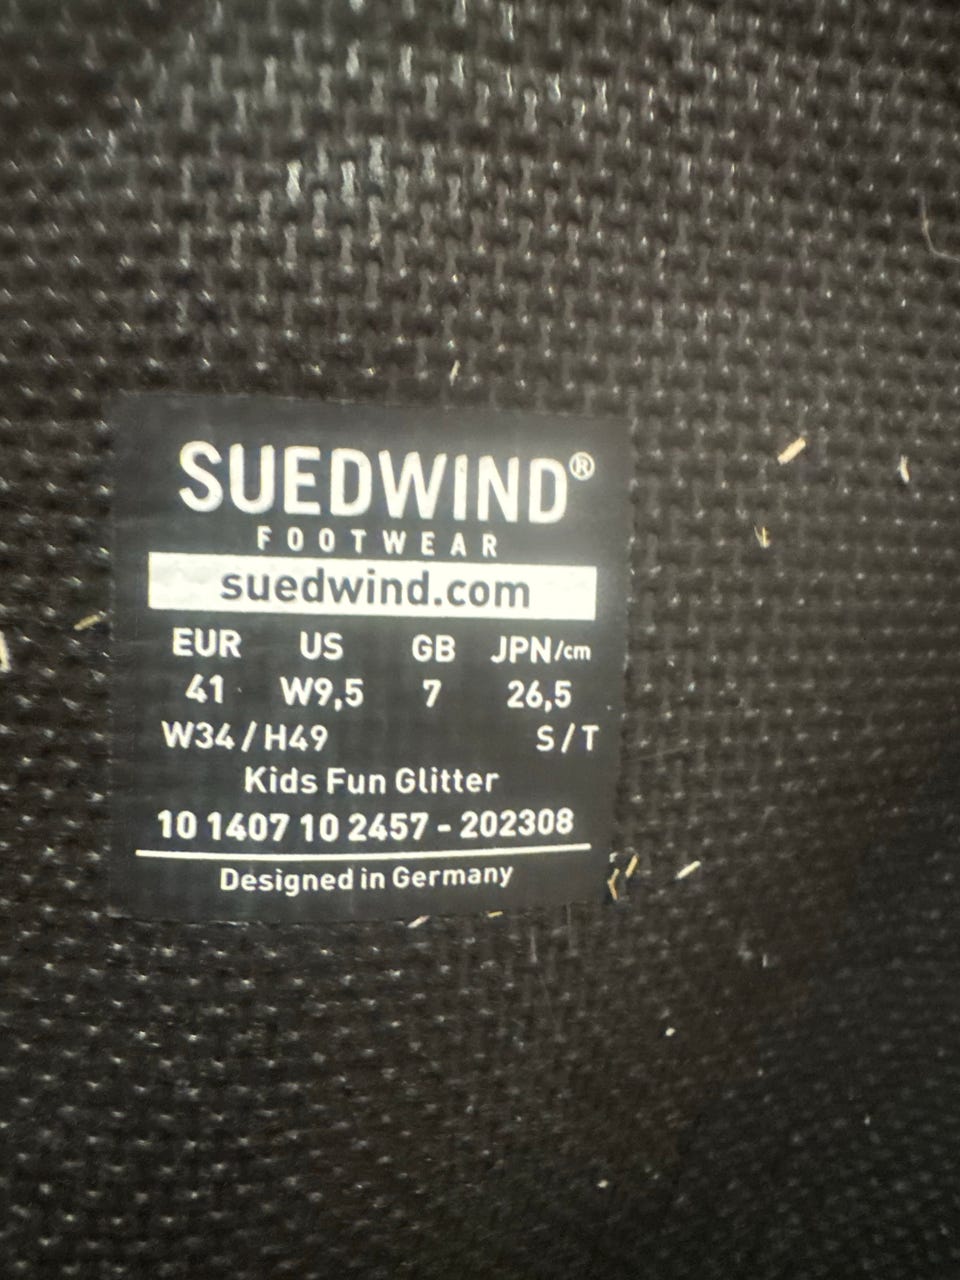 SUEDWIND®
FOOTWEAR
suedwind.com
EUR US GB JPN/cm
41 W9,5 7 26,5
W34/H49 S/T
Kids Fun Glitter
10 1407 10 2457 - 202308
Designed in Germany